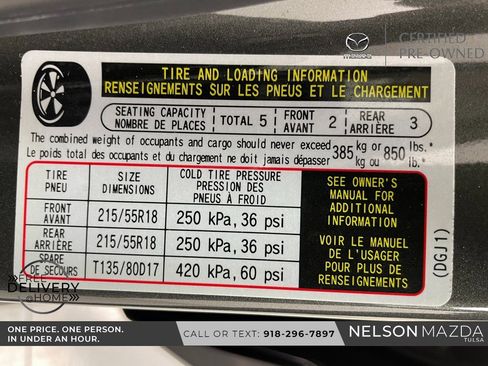 mazda CERTIFIED
PRE-OWNED
TIRE AND LOADING INFORMATION
RENSEIGNEMENTS SUR LES PNEUS ET LE CHARGEMENT
SEATING CAPACITY
NOMBRE DE PLACES TOTAL 5 FRONT
AVANT 2 REAR
ARRIÈRE 3
The combined weight of occupants and cargo should never exceed 385 kg or 850 lbs.
Le poids total des occupants et du chargement ne doit jamais dépasser 385 kg ou 850 lb.
TIRE
PNEU SIZE
DIMENSIONS COLD TIRE PRESSURE
PRESSION DES
PNEUS À FROID
FRONT
AVANT 215/55R18 250 kPa, 36 psi
REAR
ARRIÈRE 215/55R18 250 kPa, 36 psi
SPARE
DE SECOURS T135/80D17 420 kPa, 60 psi
SEE OWNER'S
MANUAL FOR
ADDITIONAL
INFORMATION
VOIR LE MANUEL
DE L'USAGER
POUR PLUS DE
RENSEIGNEMENTS
(DGJ1)
FREE
DELIVERY
@HOME
ONE PRICE. ONE PERSON.
IN UNDER AN HOUR.
CALL OR TEXT: 918-296-7897
NELSON MAZDA
TULSA